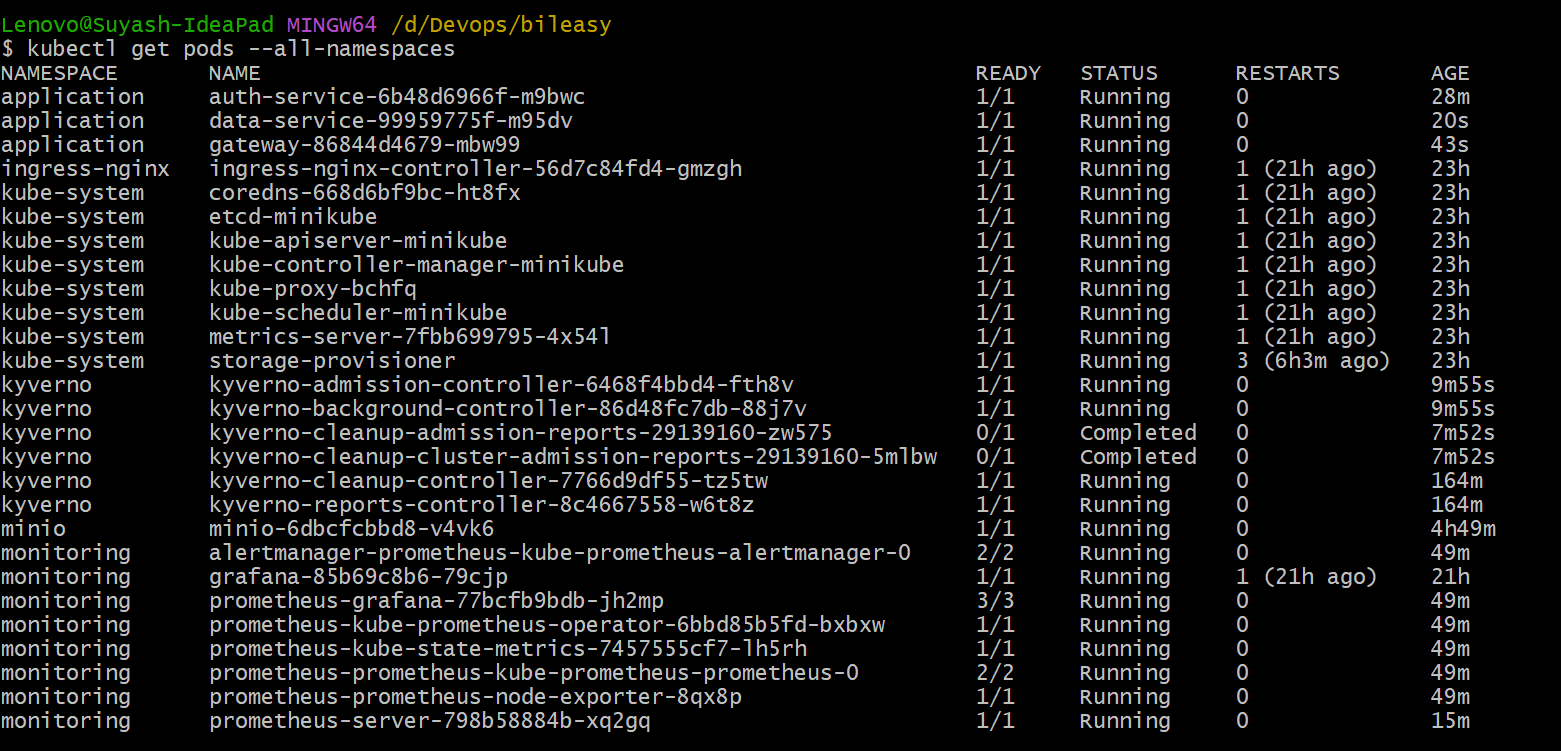 Lenovo@Suyash-IdeaPad MINGW64 /d/Devops/bileasy
$ kubectl get pods --all-namespaces
NAMESPACE NAME READY STATUS RESTARTS AGE
application auth-service-6b48d6966f-m9bwc 1/1 Running 0 28m
application data-service-99959775f-m95dv 1/1 Running 0 20s
application gateway-86844d4679-mbw99 1/1 Running 0 43s
ingress-nginx ingress-nginx-controller-56d7c84fd4-gmzgh 1/1 Running 1 (21h ago) 23h
kube-system coredns-668d6bf9bc-ht8fx 1/1 Running 1 (21h ago) 23h
kube-system etcd-minikube 1/1 Running 1 (21h ago) 23h
kube-system kube-apiserver-minikube 1/1 Running 1 (21h ago) 23h
kube-system kube-controller-manager-minikube 1/1 Running 1 (21h ago) 23h
kube-system kube-proxy-bchfq 1/1 Running 1 (21h ago) 23h
kube-system kube-scheduler-minikube 1/1 Running 1 (21h ago) 23h
kube-system metrics-server-7fbb699795-4x54l 1/1 Running 1 (21h ago) 23h
kube-system storage-provisioner 1/1 Running 3 (6h3m ago) 23h
kyverno kyverno-admission-controller-6468f4bbd4-fth8v 1/1 Running 0 9m55s
kyverno kyverno-background-controller-86d48fc7db-88j7v 1/1 Running 0 9m55s
kyverno kyverno-cleanup-admission-reports-29139160-zw575 0/1 Completed 0 7m52s
kyverno kyverno-cleanup-cluster-admission-reports-29139160-5mlbw 0/1 Completed 0 7m52s
kyverno kyverno-cleanup-controller-7766d9df55-tz5tw 1/1 Running 0 164m
kyverno kyverno-reports-controller-8c4667558-w6t8z 1/1 Running 0 164m
minio minio-6dbcfcbbd8-v4vk6 1/1 Running 0 4h49m
monitoring alertmanager-prometheus-kube-prometheus-alertmanager-0 2/2 Running 0 49m
monitoring grafana-85b69c8b6-79cjp 1/1 Running 1 (21h ago) 21h
monitoring prometheus-grafana-77bcfb9bdb-jh2mp 3/3 Running 0 49m
monitoring prometheus-kube-prometheus-operator-6bbd85b5fd-bxbxw 1/1 Running 0 49m
monitoring prometheus-kube-state-metrics-7457555cf7-lh5rh 1/1 Running 0 49m
monitoring prometheus-prometheus-kube-prometheus-prometheus-0 2/2 Running 0 49m
monitoring prometheus-prometheus-node-exporter-8qx8p 1/1 Running 0 49m
monitoring prometheus-server-798b58884b-xq2gq 1/1 Running 0 15m